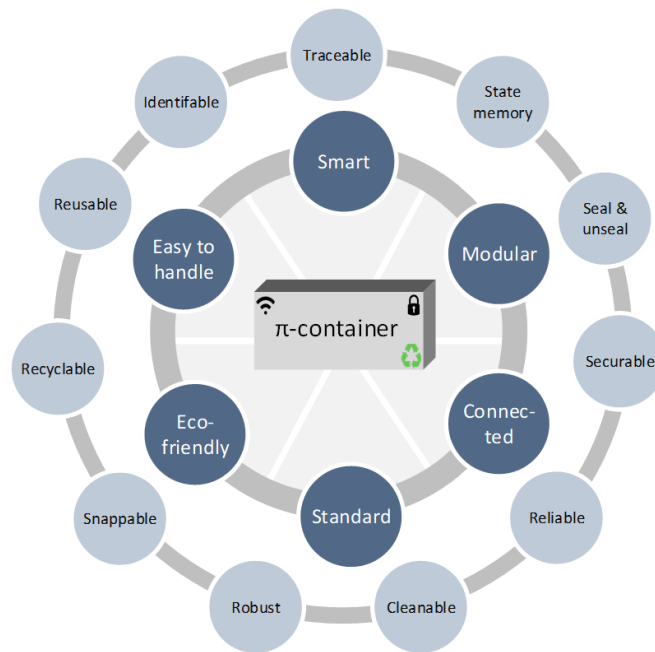 Traceable
Identifable
State
memory
Smart
Reusable
Seal &
unseal
Easy to
handle
Modular
π-container
Recyclable
Securable
Eco-
friendly
Connec-
ted
Snappable
Standard
Reliable
Robust
Cleanable